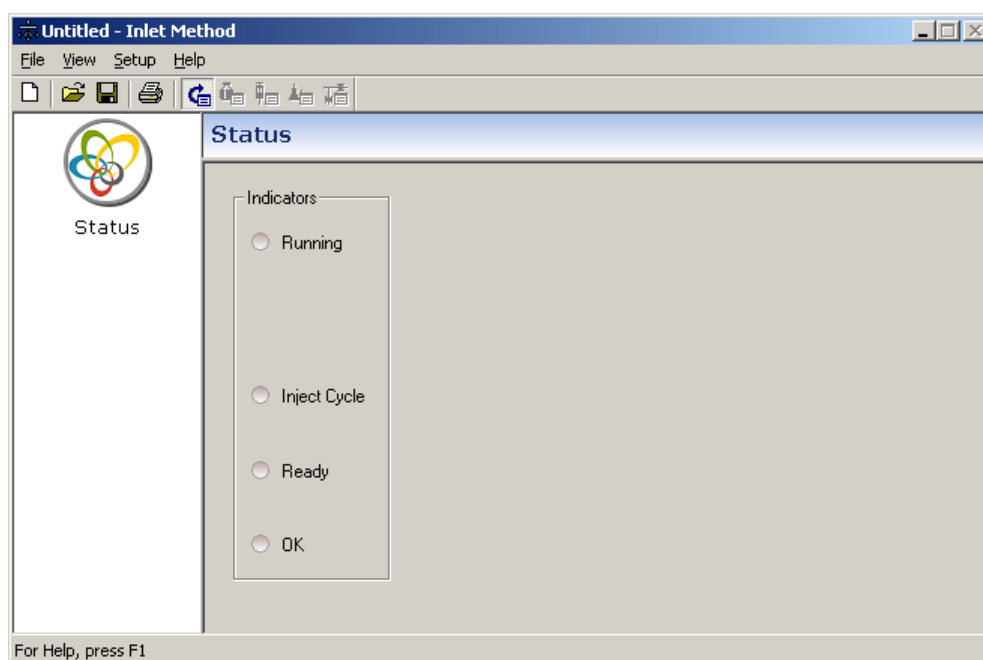 Untitled - Inlet Method
File View Setup Help
Status
Status
Indicators
Running
Inject Cycle
Ready
OK
For Help, press F1